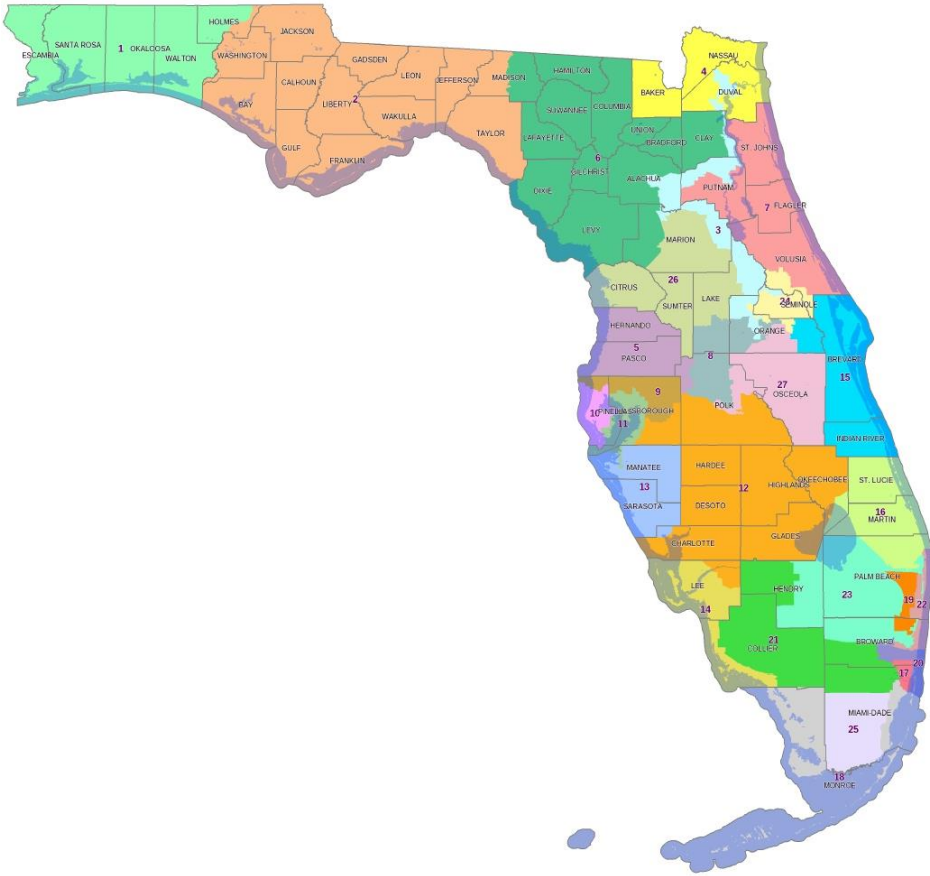 HOLMES
JACKSON
ESCAMBIA
SANTA ROSA
1
OKALOOSA
WALTON
WASHINGTON
GADSDEN
LEON
JEFFERSON
MADISON
HAMILTON
NASSAU
4
BAKER
DUVAL
CALHOUN
BAY
LIBERTY
2
WAKULLA
TAYLOR
SUWANNEE
COLUMBIA
GULF
FRANKLIN
LAFAYETTE
UNION
BRADFORD
CLAY
ST. JOHNS
6
GILCHRIST
ALACHUA
DIXIE
PUTNAM
7
FLAGLER
LEVY
3
MARION
VOLUSIA
CITRUS
26
SUMTER
LAKE
24
SEMINOLE
HERNANDO
ORANGE
5
PASCO
8
BREVARD
15
27
OSCEOLA
9
10
11
POLK
INDIAN RIVER
MANATEE
HARDEE
13
12
HIGHLANDS
OKEECHOBEE
ST. LUCIE
SARASOTA
DESOTO
16
MARTIN
CHARLOTTE
GLADES
LEE
HENDRY
PALM BEACH
23
19
22
14
21
COLLIER
BROWARD
20
17
MIAMI-DADE
25
18
MONROE